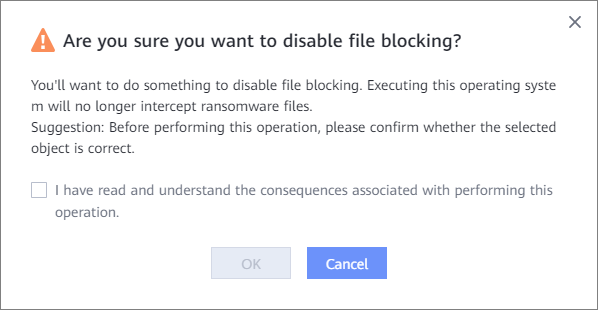 Are you sure you want to disable file blocking?
You'll want to do something to disable file blocking. Executing this operating syste
m will no longer intercept ransomware files.
Suggestion: Before performing this operation, please confirm whether the selected
object is correct.
I have read and understand the consequences associated with performing this
operation.
OK
Cancel